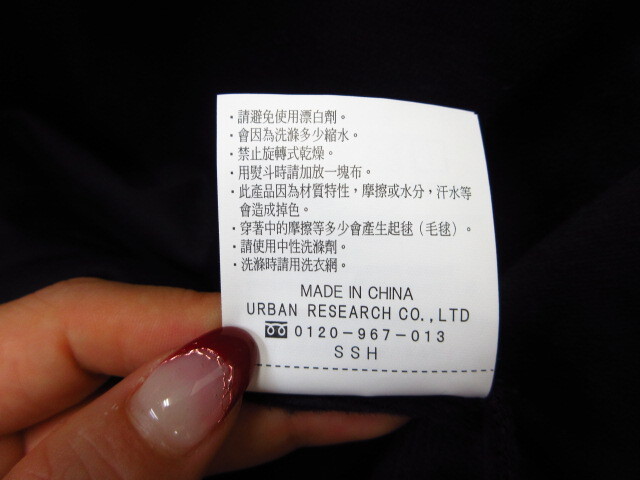 ・請避免使用漂白劑。
・會因為洗滌多少縮水。
・禁止旋轉式乾燥。
・用熨斗時請加放一塊布。
・此產品因為材質特性，摩擦或水分，汗水等
會造成掉色。
・穿著中的摩擦等多少會產生起毬（毛毬）。
・請使用中性洗滌劑。
・洗滌時請用洗衣網。
MADE IN CHINA
URBAN RESEARCH CO.,LTD
0120-967-013
SSH